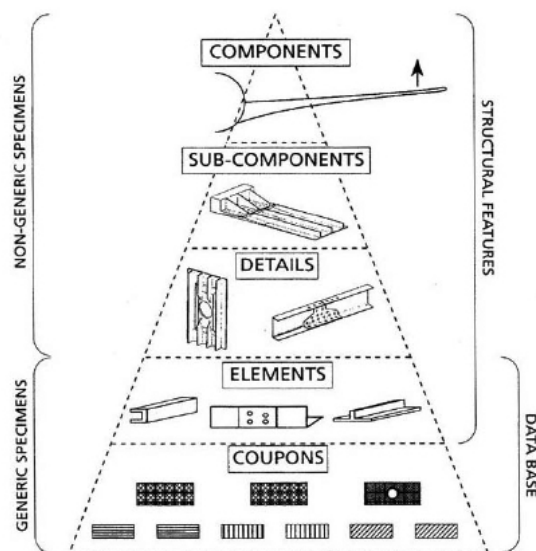 COMPONENTS
SUB-COMPONENTS
DETAILS
ELEMENTS
COUPONS
NON-GENERIC SPECIMENS
GENERIC SPECIMENS
STRUCTURAL FEATURES
DATA BASE